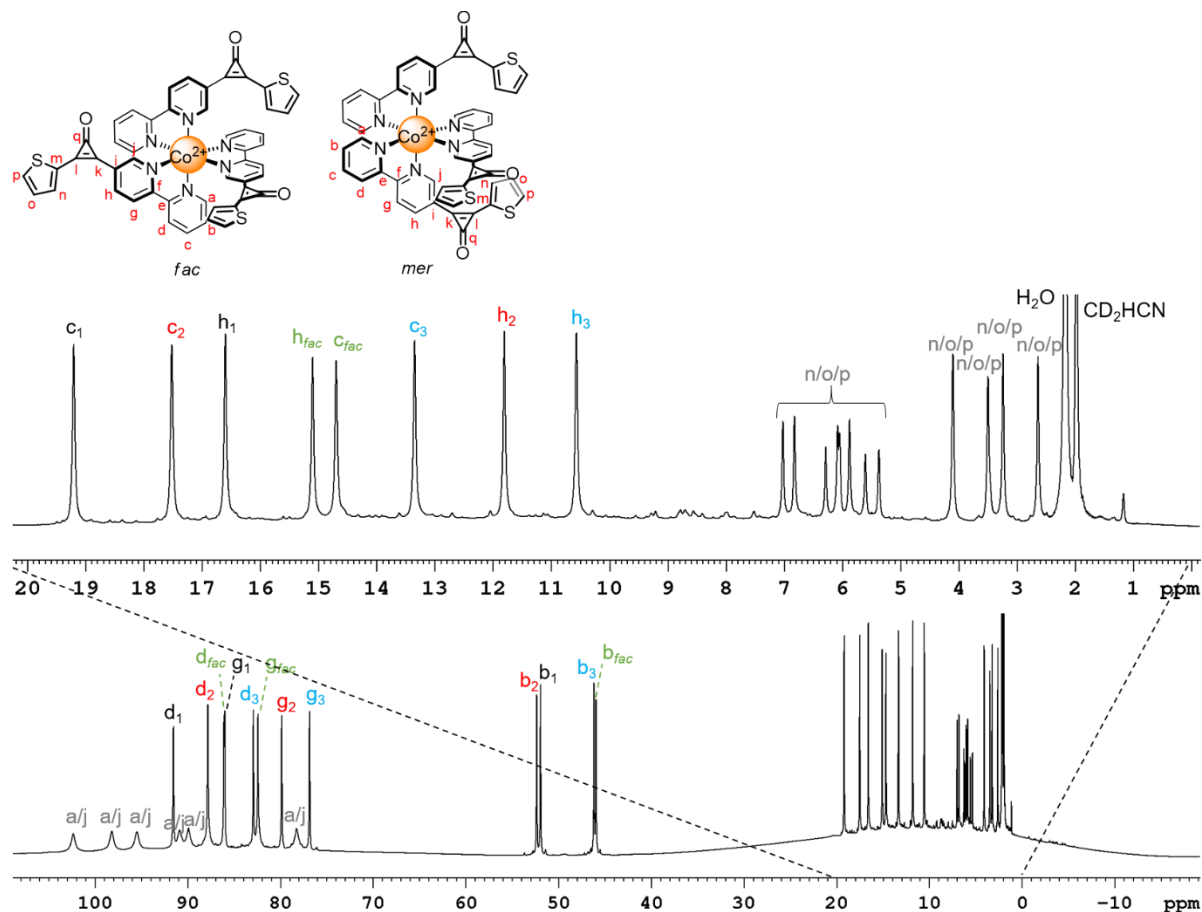 O
O
S
S
N
N
N
N
N
N
N
N
N
N
N
N
Co2+
Co2+
O
O
O
O
S
S
S
S
q
m
l
k
j
i
p
n
o
h
g
f
e
d
c
b
a
a
b
c
d
e
f
g
h
i
j
k
l
m
n
o
p
q
fac
mer
c1
c2
h1
hfac
cfac
c3
h2
h3
n/o/p
n/o/p
n/o/p
n/o/p
n/o/p
H2O
CD2HCN
20 19 18 17 16 15 14 13 12 11 10 9 8 7 6 5 4 3 2 1 ppm
a/j
a/j
a/j
d1
a/j
a/j
d2
dfac
g1
d3
gfac
g2
a/j
g3
b2
b1
b3
bfac
100 90 80 70 60 50 40 30 20 10 0 −10 ppm